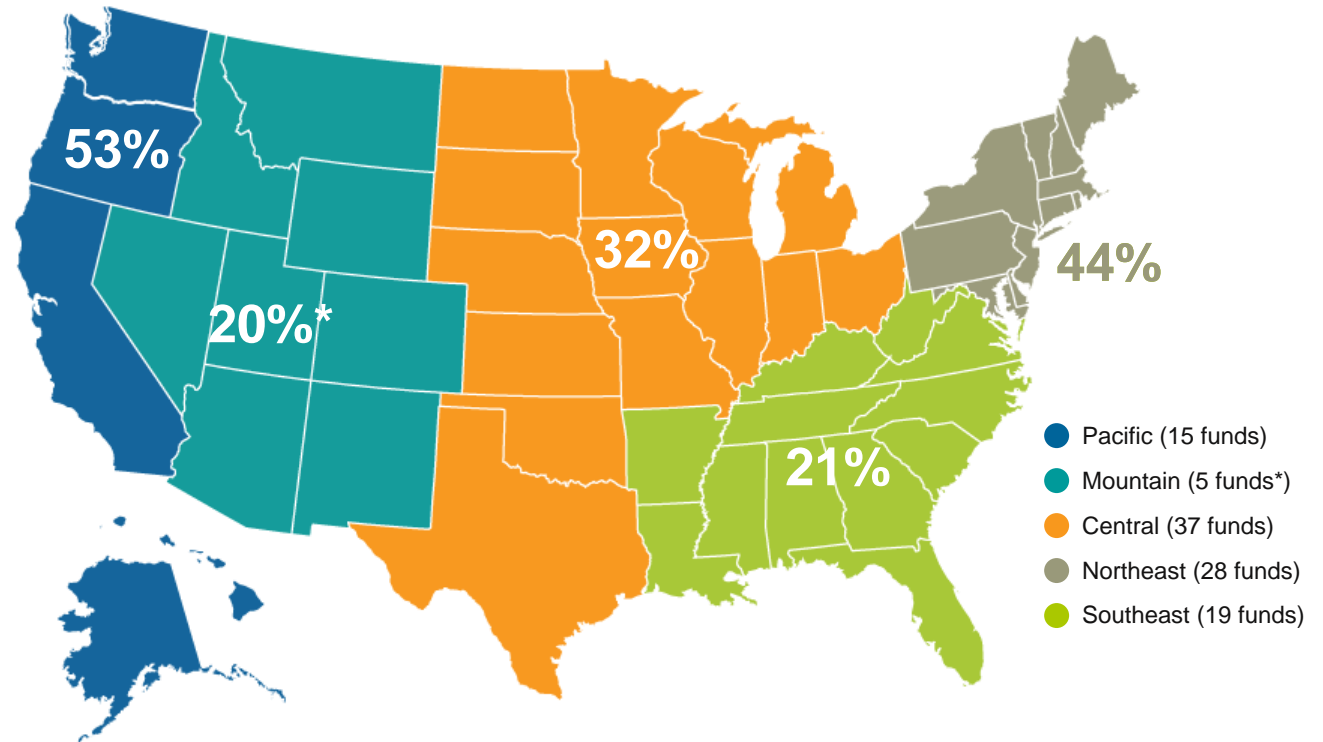 53%
32%
44%
20%*
21%
Pacific (15 funds)
Mountain (5 funds*)
Central (37 funds)
Northeast (28 funds)
Southeast (19 funds)